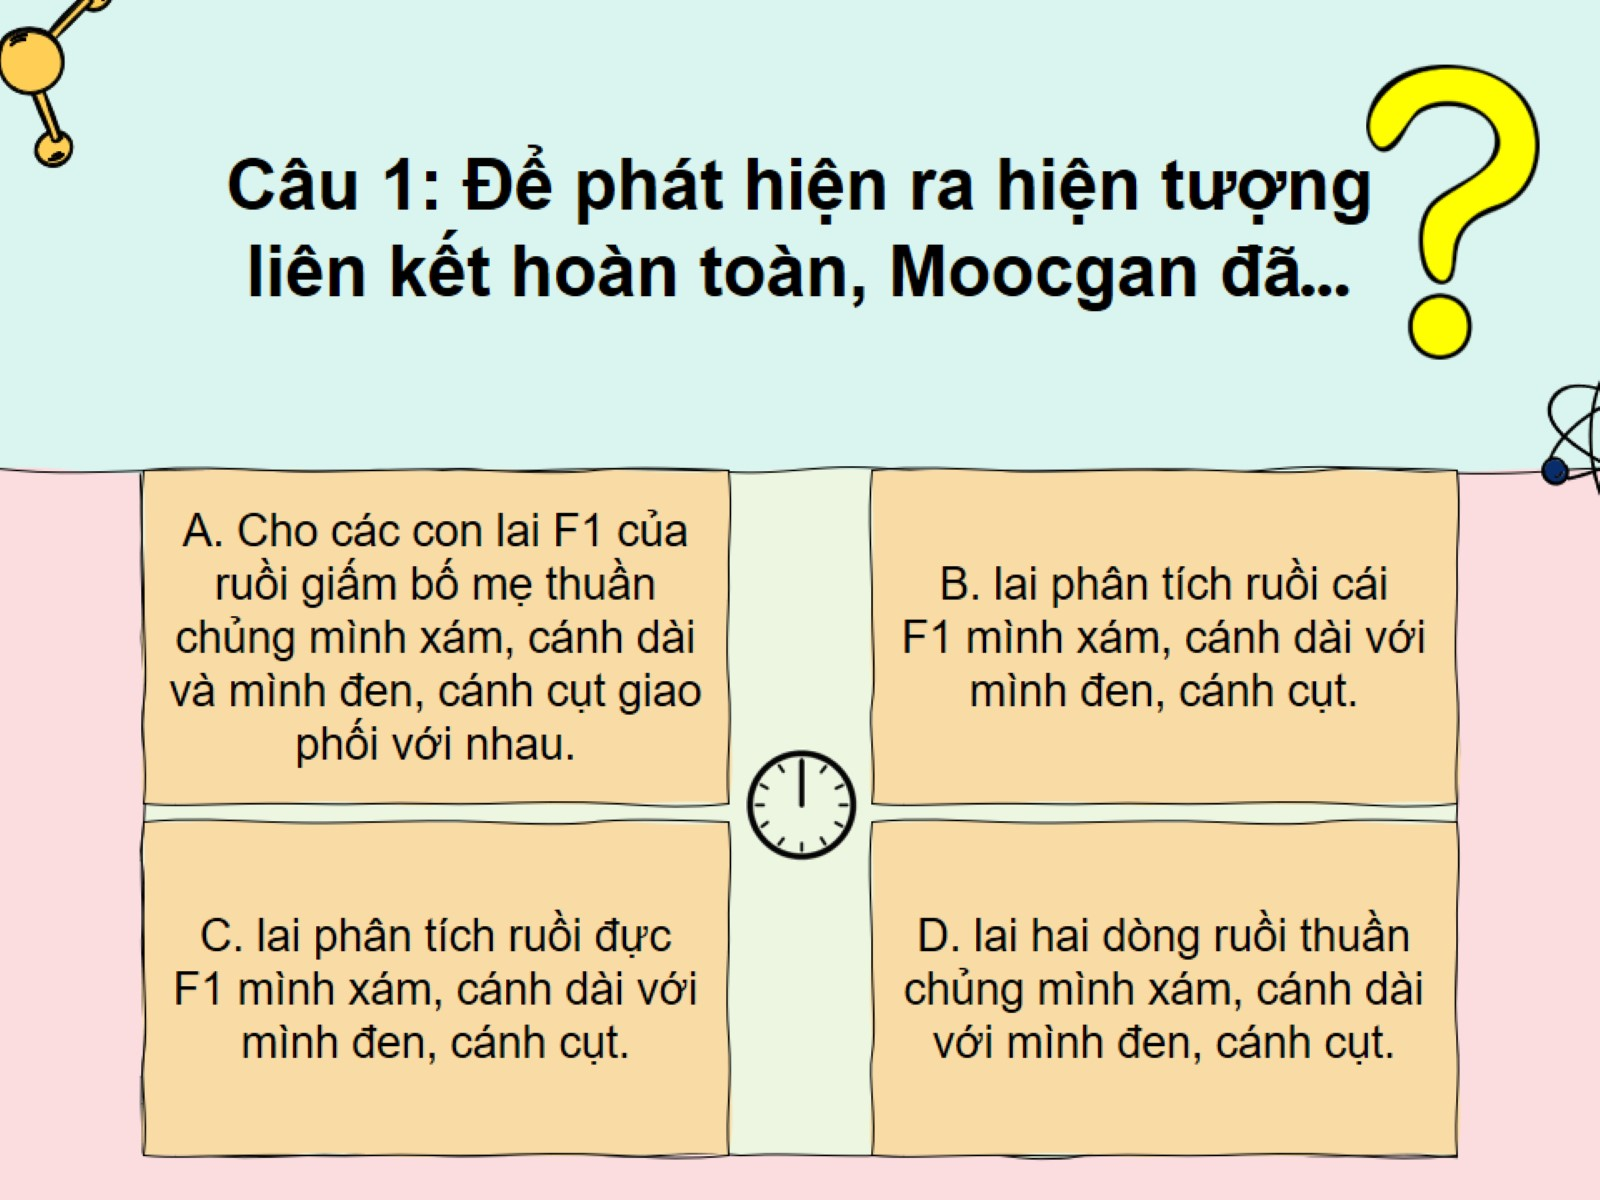 Câu 1: Để phát hiện ra hiện tượng
liên kết hoàn toàn, Moocgan đã...
A. Cho các con lai F1 của
ruồi giấm bố mẹ thuần
chủng mình xám, cánh dài
và mình đen, cánh cụt giao
phối với nhau.
B. lai phân tích ruồi cái
F1 mình xám, cánh dài với
mình đen, cánh cụt.
C. lai phân tích ruồi đực
F1 mình xám, cánh dài với
mình đen, cánh cụt.
D. lai hai dòng ruồi thuần
chủng mình xám, cánh dài
với mình đen, cánh cụt.